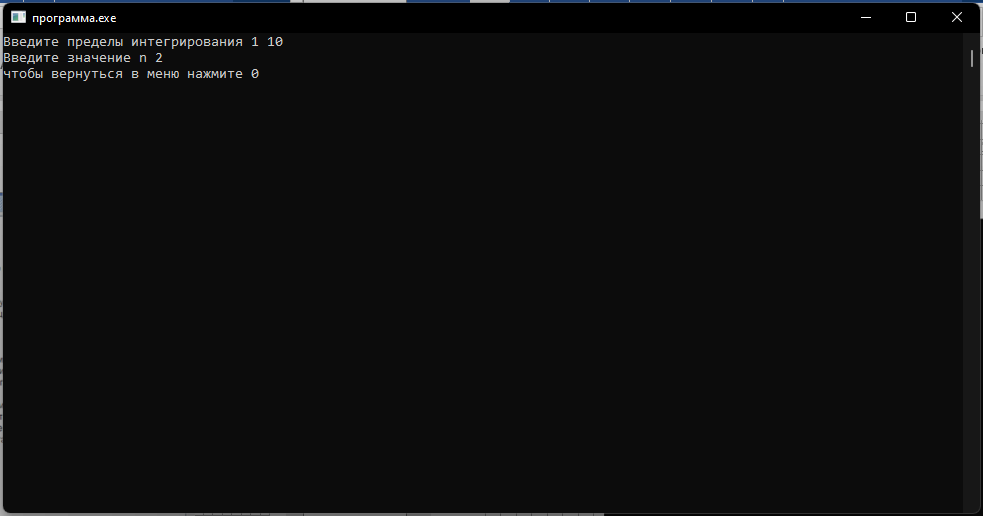 программа.exe
Введите пределы интегрирования 1 10
Введите значение n 2
чтобы вернуться в меню нажмите 0